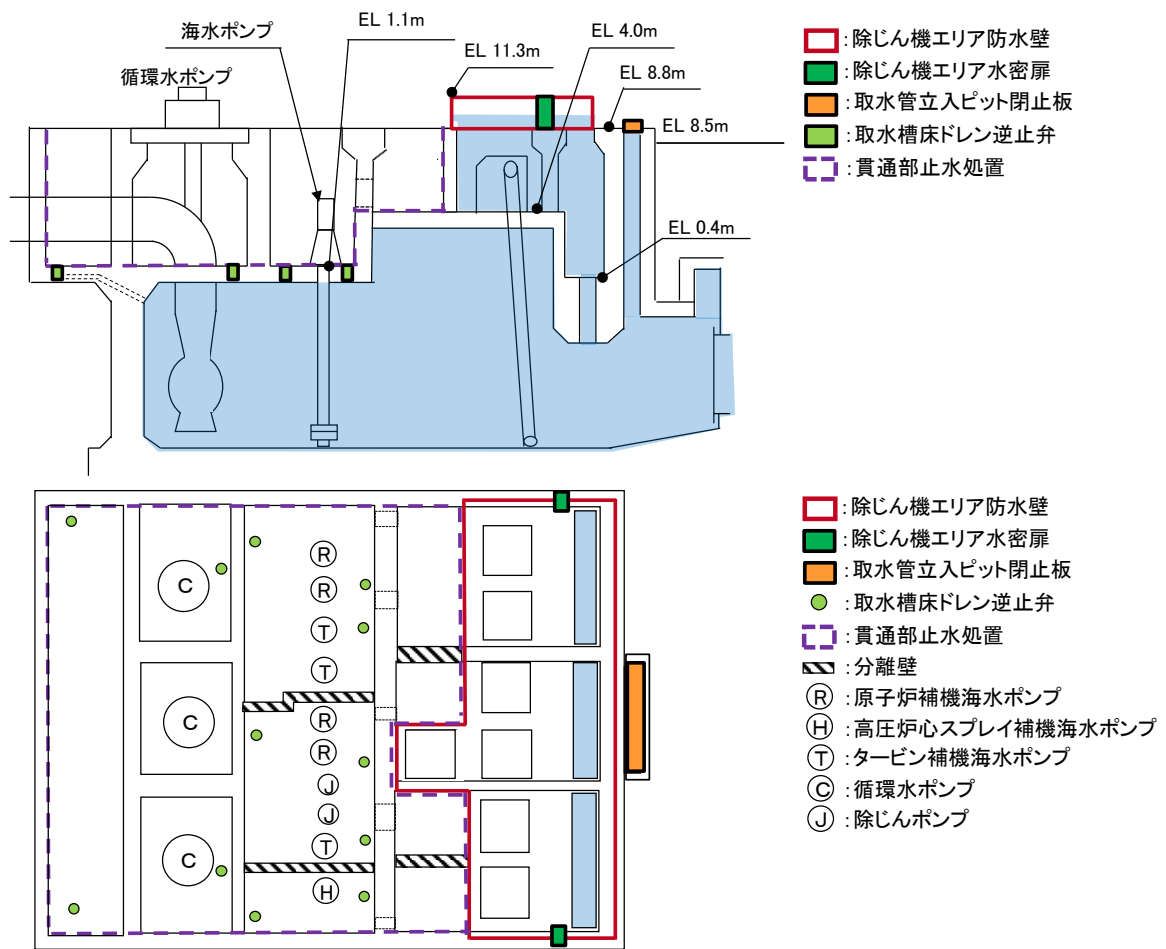 海水ポンプ
EL 1.1m
EL 4.0m
EL 11.3m
EL 8.8m
循環水ポンプ
EL 8.5m
EL 0.4m
:除じん機エリア防水壁
:除じん機エリア水密扉
:取水管立入ピット閉止板
:取水槽床ドレン逆止弁
:貫通部止水処置
C
C
C
R
R
T
T
R
R
J
J
T
H
:除じん機エリア防水壁
:除じん機エリア水密扉
:取水管立入ピット閉止板
:取水槽床ドレン逆止弁
:貫通部止水処置
:分離壁
R :原子炉補機海水ポンプ
H :高圧炉心スプレイ補機海水ポンプ
T :タービン補機海水ポンプ
C :循環水ポンプ
J :除じんポンプ